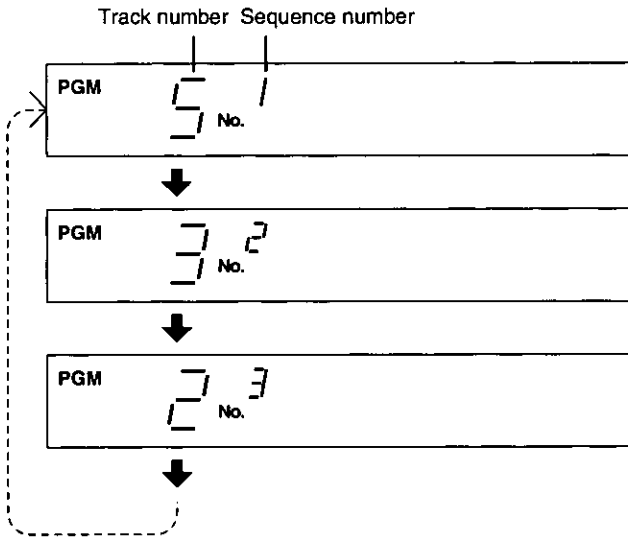 Track number Sequence number
PGM 5 No. 1
PGM 3 No. 2
PGM 2 No. 3